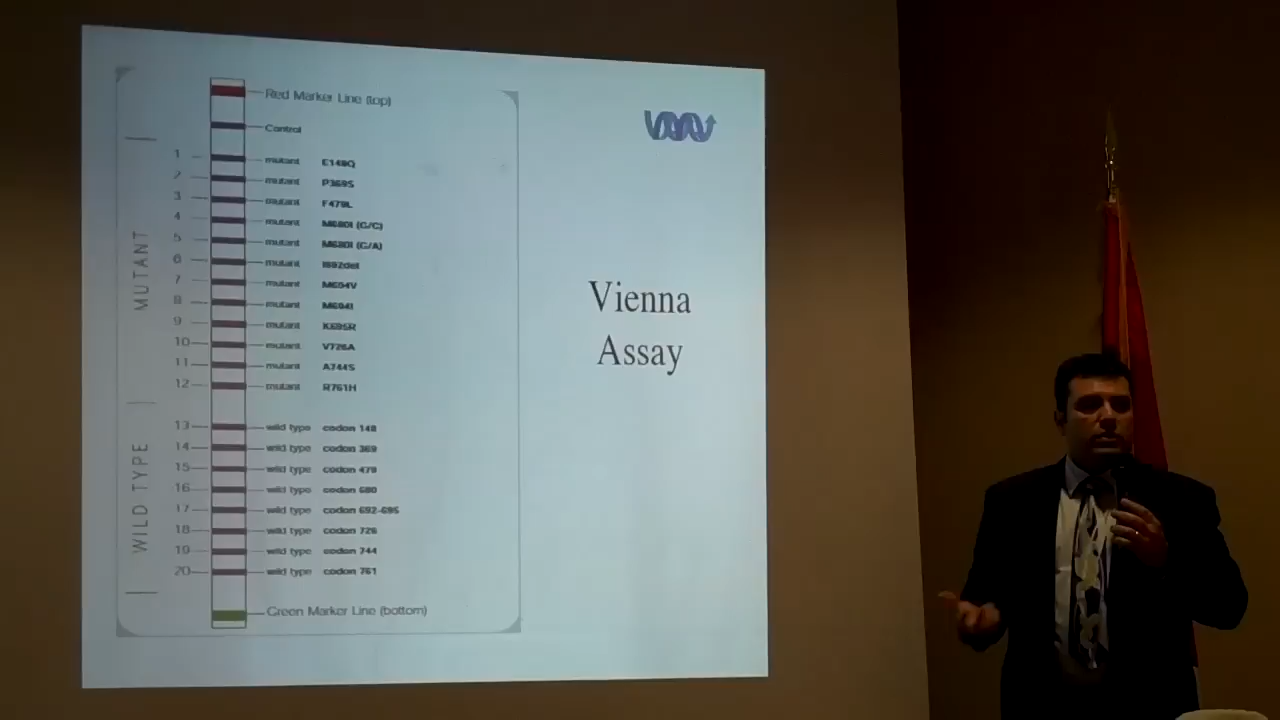 Red Marker Line (top)
Control
MUTANT
1 mutant E148Q
2 mutant P369S
3 mutant F479L
4 mutant M680I (G/C)
5 mutant M680I (G/A)
6 mutant I692del
7 mutant M694V
8 mutant M694I
9 mutant K695R
10 mutant V726A
11 mutant A744S
12 mutant R761H
WILD TYPE
13 wild type codon 148
14 wild type codon 369
15 wild type codon 479
16 wild type codon 680
17 wild type codon 692-695
18 wild type codon 726
19 wild type codon 744
20 wild type codon 761
Green Marker Line (bottom)
Vienna
Assay